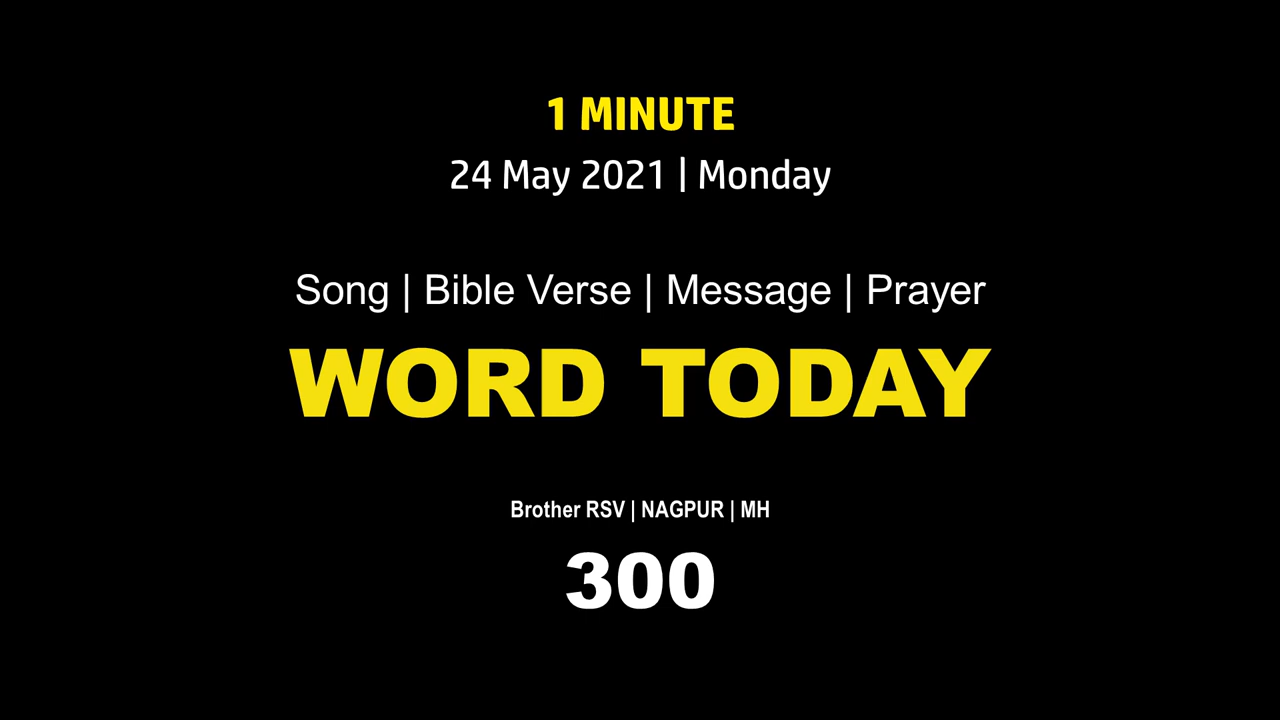 1 MINUTE
24 May 2021 | Monday
Song | Bible Verse | Message | Prayer
WORD TODAY
Brother RSV | NAGPUR | MH
300